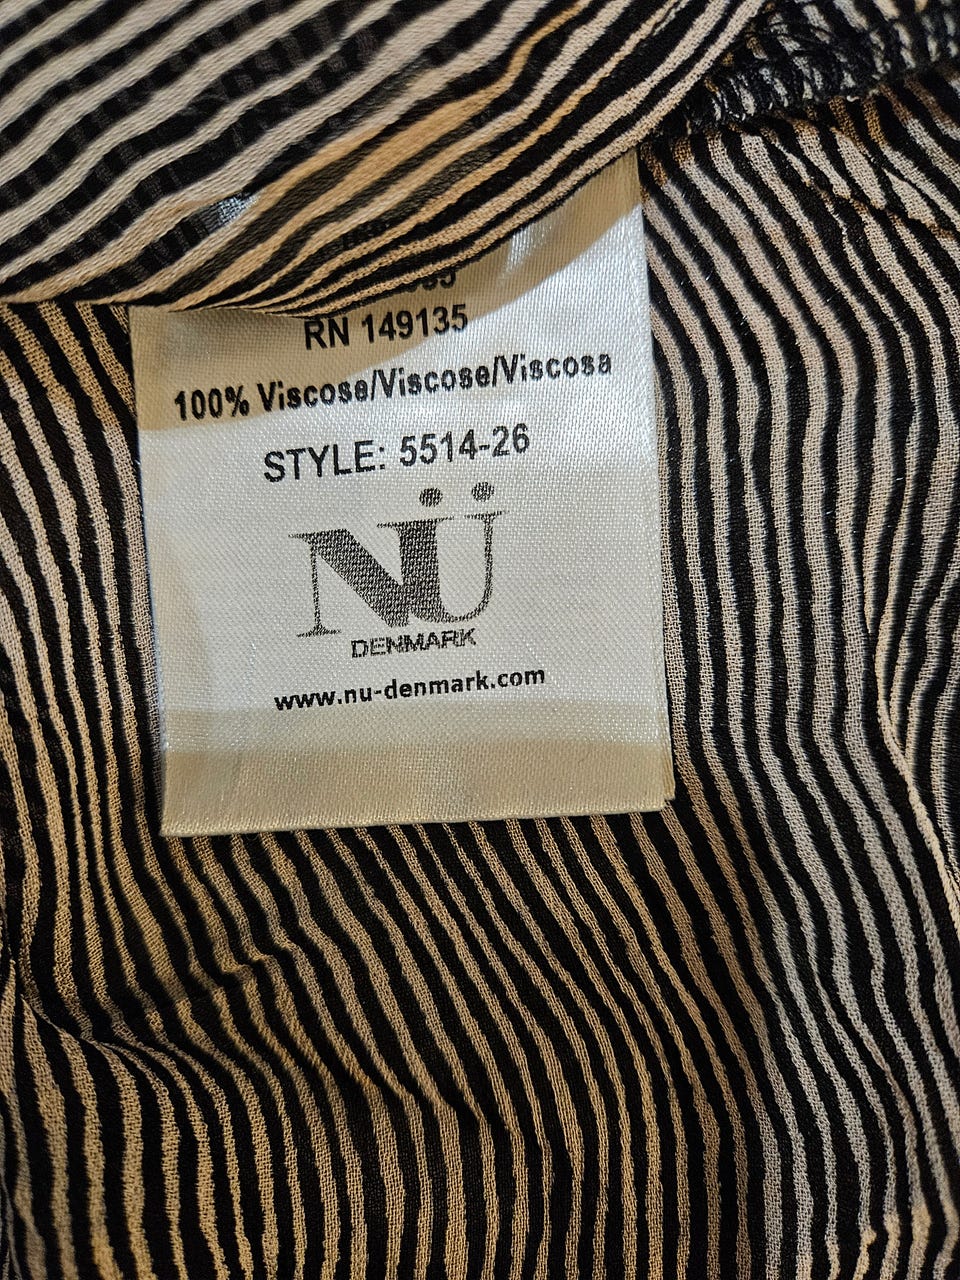 RN 149135
100% Viscose/Viscose/Viscosa
STYLE: 5514-26
NÜ
DENMARK
www.nu-denmark.com